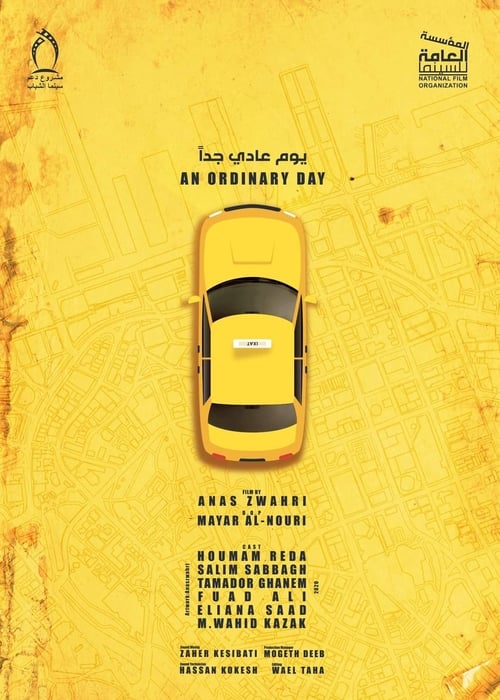 مشروع دعم
سينما الشباب
المؤسسة
العامة
للسينما
NATIONAL FILM
ORGANIZATION
يوم عادي جداً
AN ORDINARY DAY
TAXI
FILM BY
ANAS ZWAHRI
D.O.P
MAYAR AL-NOURI
CAST
HOUMAM REDA
SALIM SABBAGH
TAMADOR GHANEM
FUAD ALI
ELIANA SAAD
M.WAHID KAZAK
2020
ZAHER KESIBATI
Production Manager
MOGETH DEEB
HASSAN KOKESH
WAEL TAHA